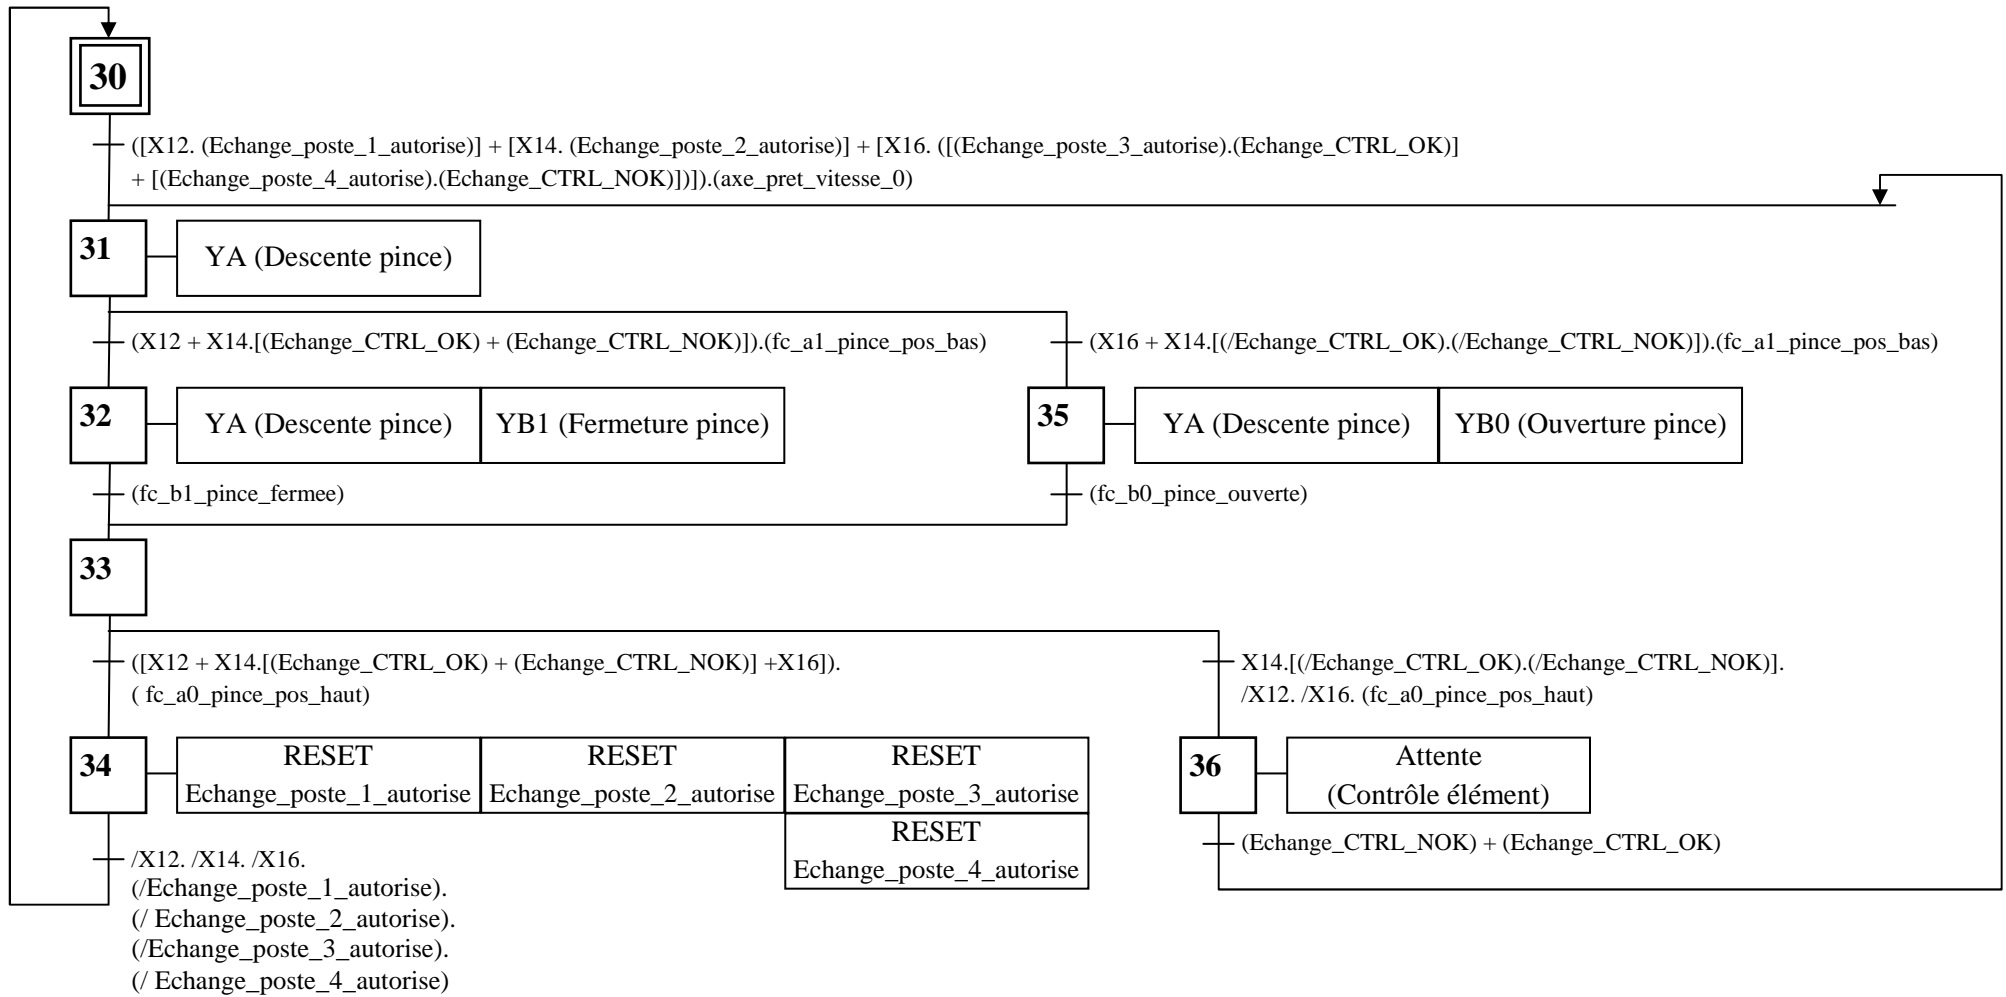 30
([X12. (Echange_poste_1_autorise)] + [X14. (Echange_poste_2_autorise)] + [X16. ([(Echange_poste_3_autorise).(Echange_CTRL_OK)]
+ [(Echange_poste_4_autorise).(Echange_CTRL_NOK)])]).(axe_pret_vitesse_0)
31
YA (Descente pince)
(X12 + X14.[(Echange_CTRL_OK) + (Echange_CTRL_NOK)]).(fc_a1_pince_pos_bas)
(X16 + X14.[(/Echange_CTRL_OK).(/Echange_CTRL_NOK)]).(fc_a1_pince_pos_bas)
32
YA (Descente pince)
YB1 (Fermeture pince)
35
YA (Descente pince)
YB0 (Ouverture pince)
(fc_b1_pince_fermee)
(fc_b0_pince_ouverte)
33
([X12 + X14.[(Echange_CTRL_OK) + (Echange_CTRL_NOK)] +X16]).
( fc_a0_pince_pos_haut)
X14.[(/Echange_CTRL_OK).(/Echange_CTRL_NOK)].
/X12. /X16. (fc_a0_pince_pos_haut)
34
RESET
Echange_poste_1_autorise
RESET
Echange_poste_2_autorise
RESET
Echange_poste_3_autorise
RESET
Echange_poste_4_autorise
36
Attente
(Contrôle élément)
(Echange_CTRL_NOK) + (Echange_CTRL_OK)
/X12. /X14. /X16.
(/Echange_poste_1_autorise).
(/ Echange_poste_2_autorise).
(/Echange_poste_3_autorise).
(/ Echange_poste_4_autorise)